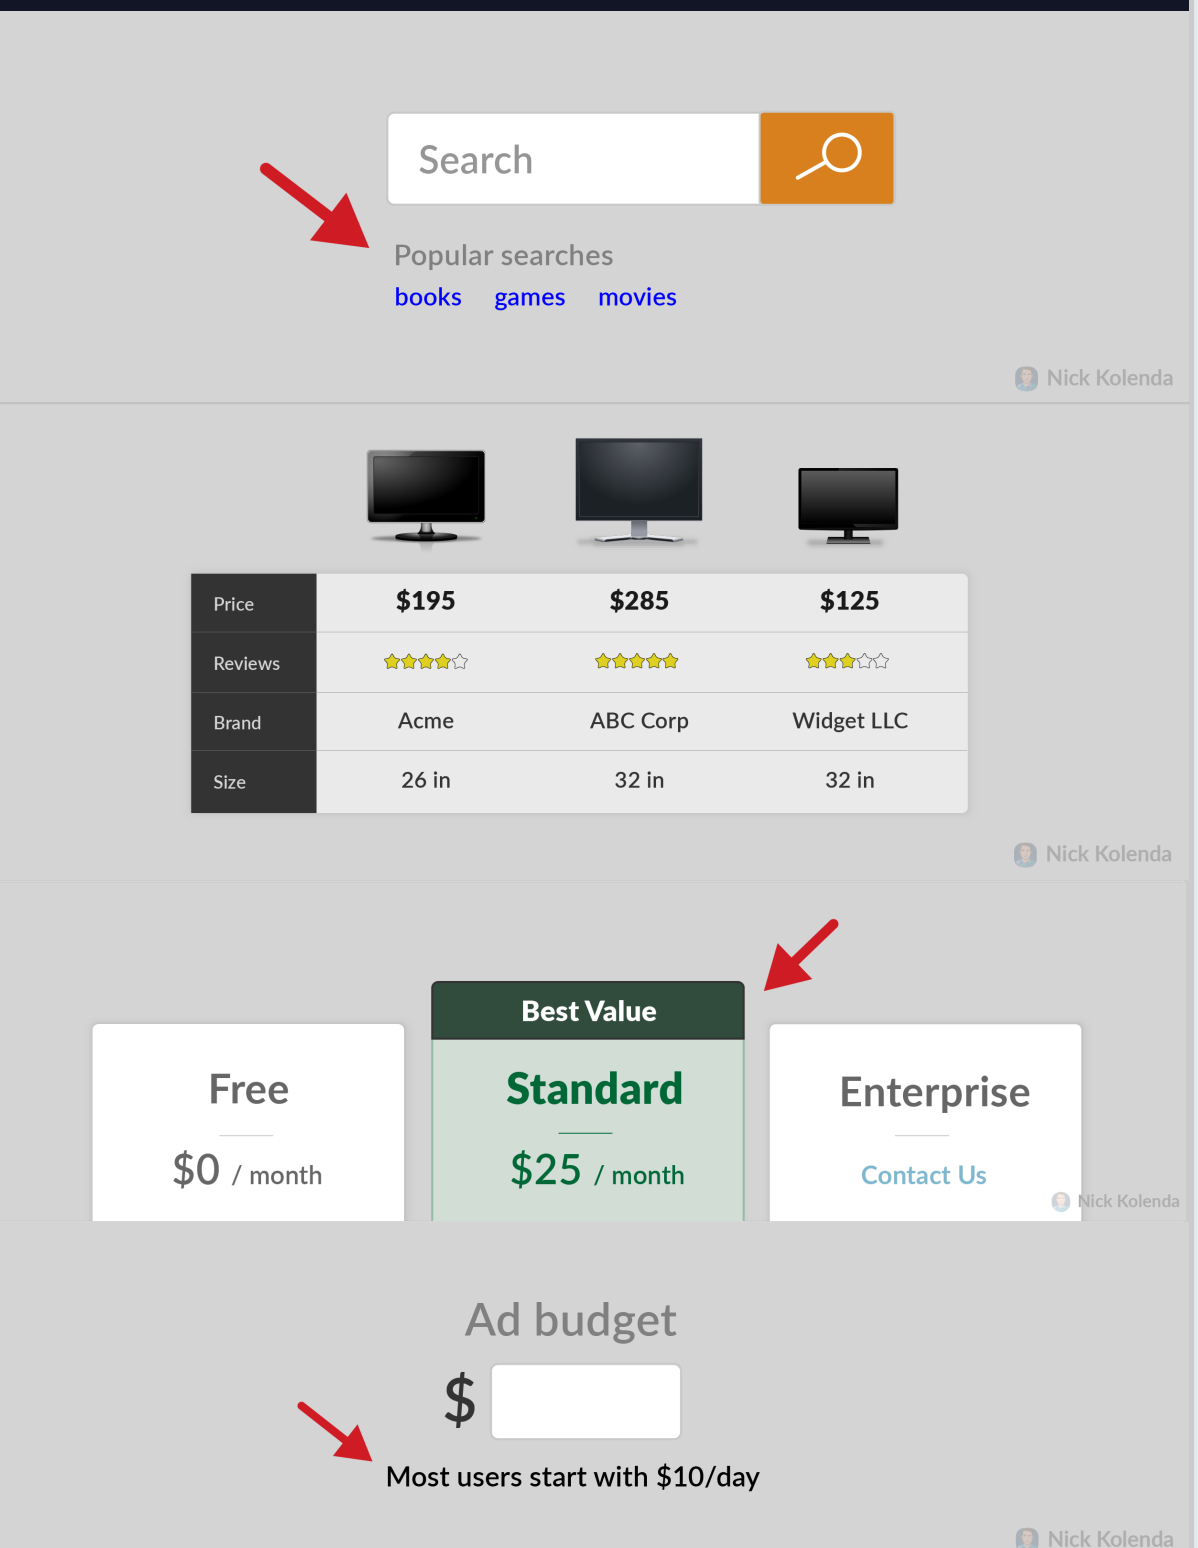 Search
Popular searches
books games movies
Nick Kolenda
Price $195 $285 $125
Reviews
Brand Acme ABC Corp Widget LLC
Size 26 in 32 in 32 in
Nick Kolenda
Best Value
Free Standard Enterprise
$0 / month $25 / month Contact Us
Nick Kolenda
Ad budget
$
Most users start with $10/day
Nick Kolenda